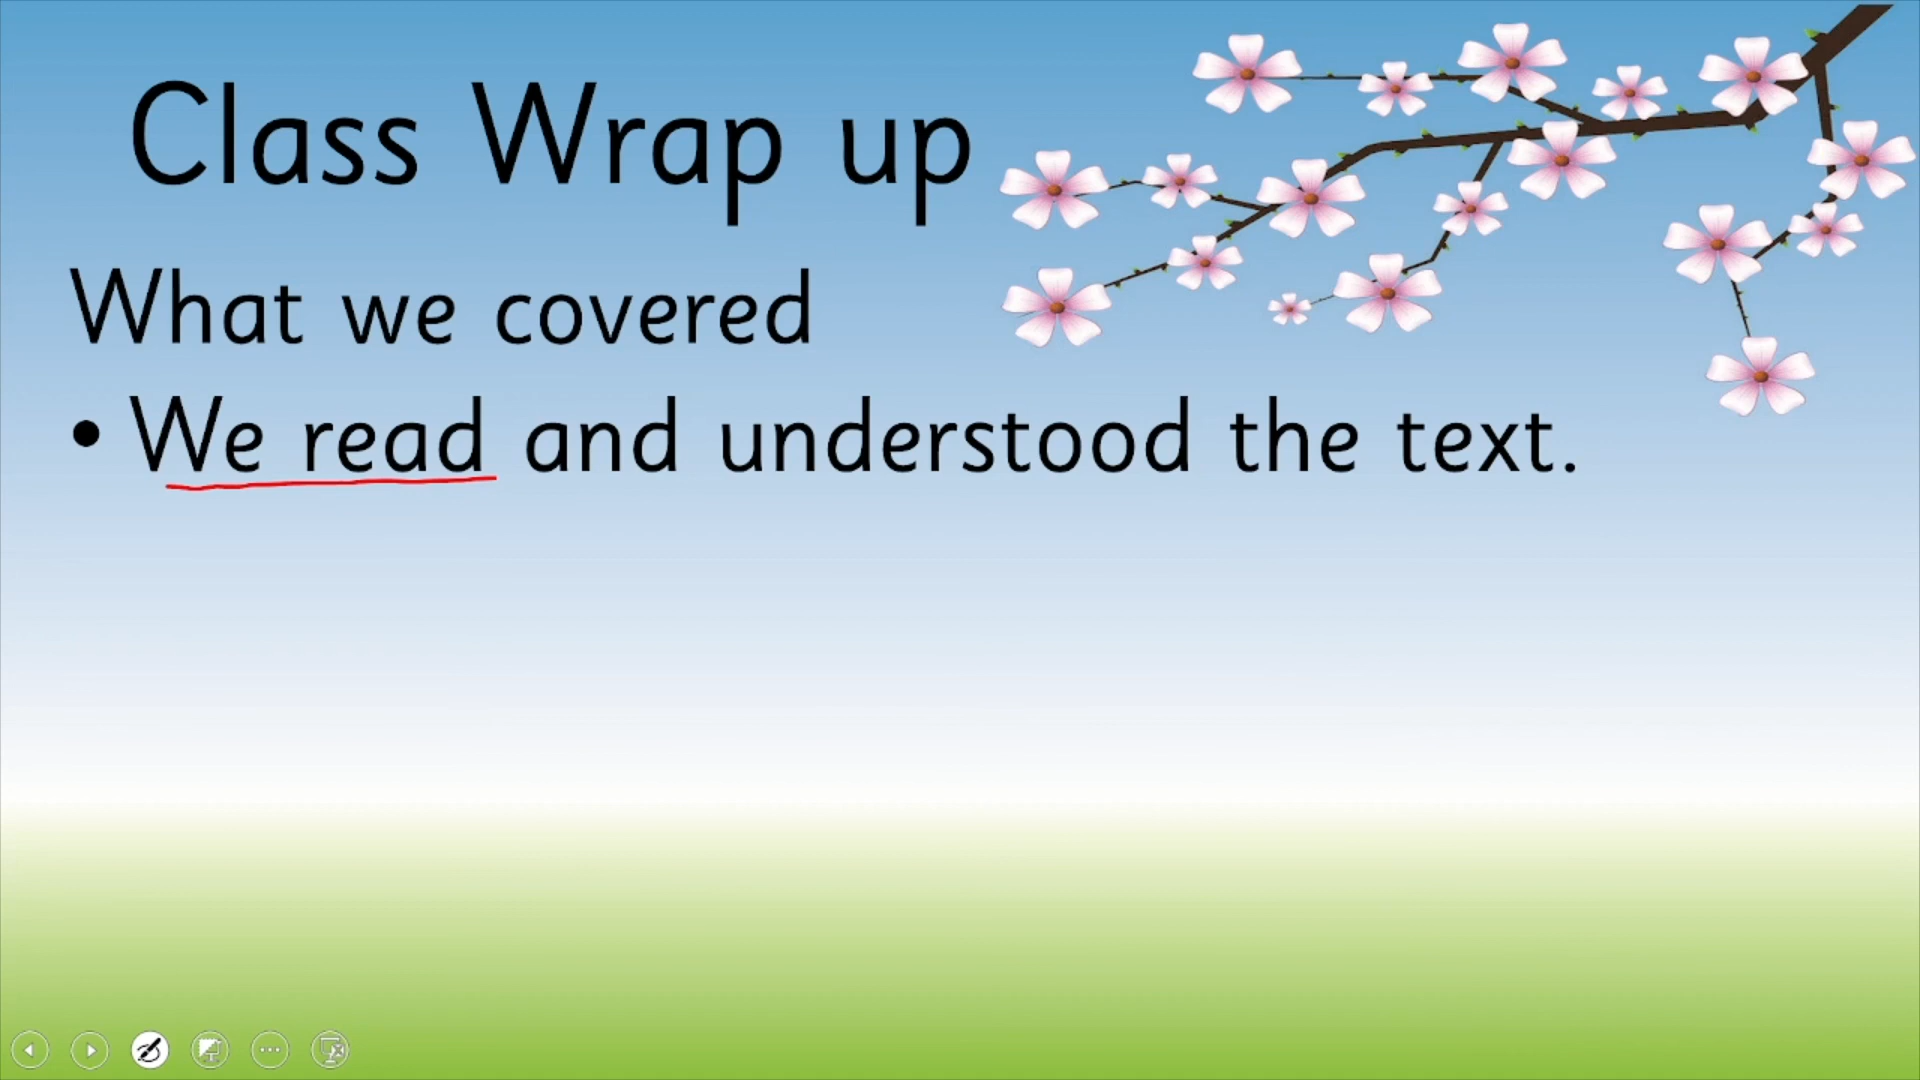 Class Wrap up
What we covered
• We read and understood the text.